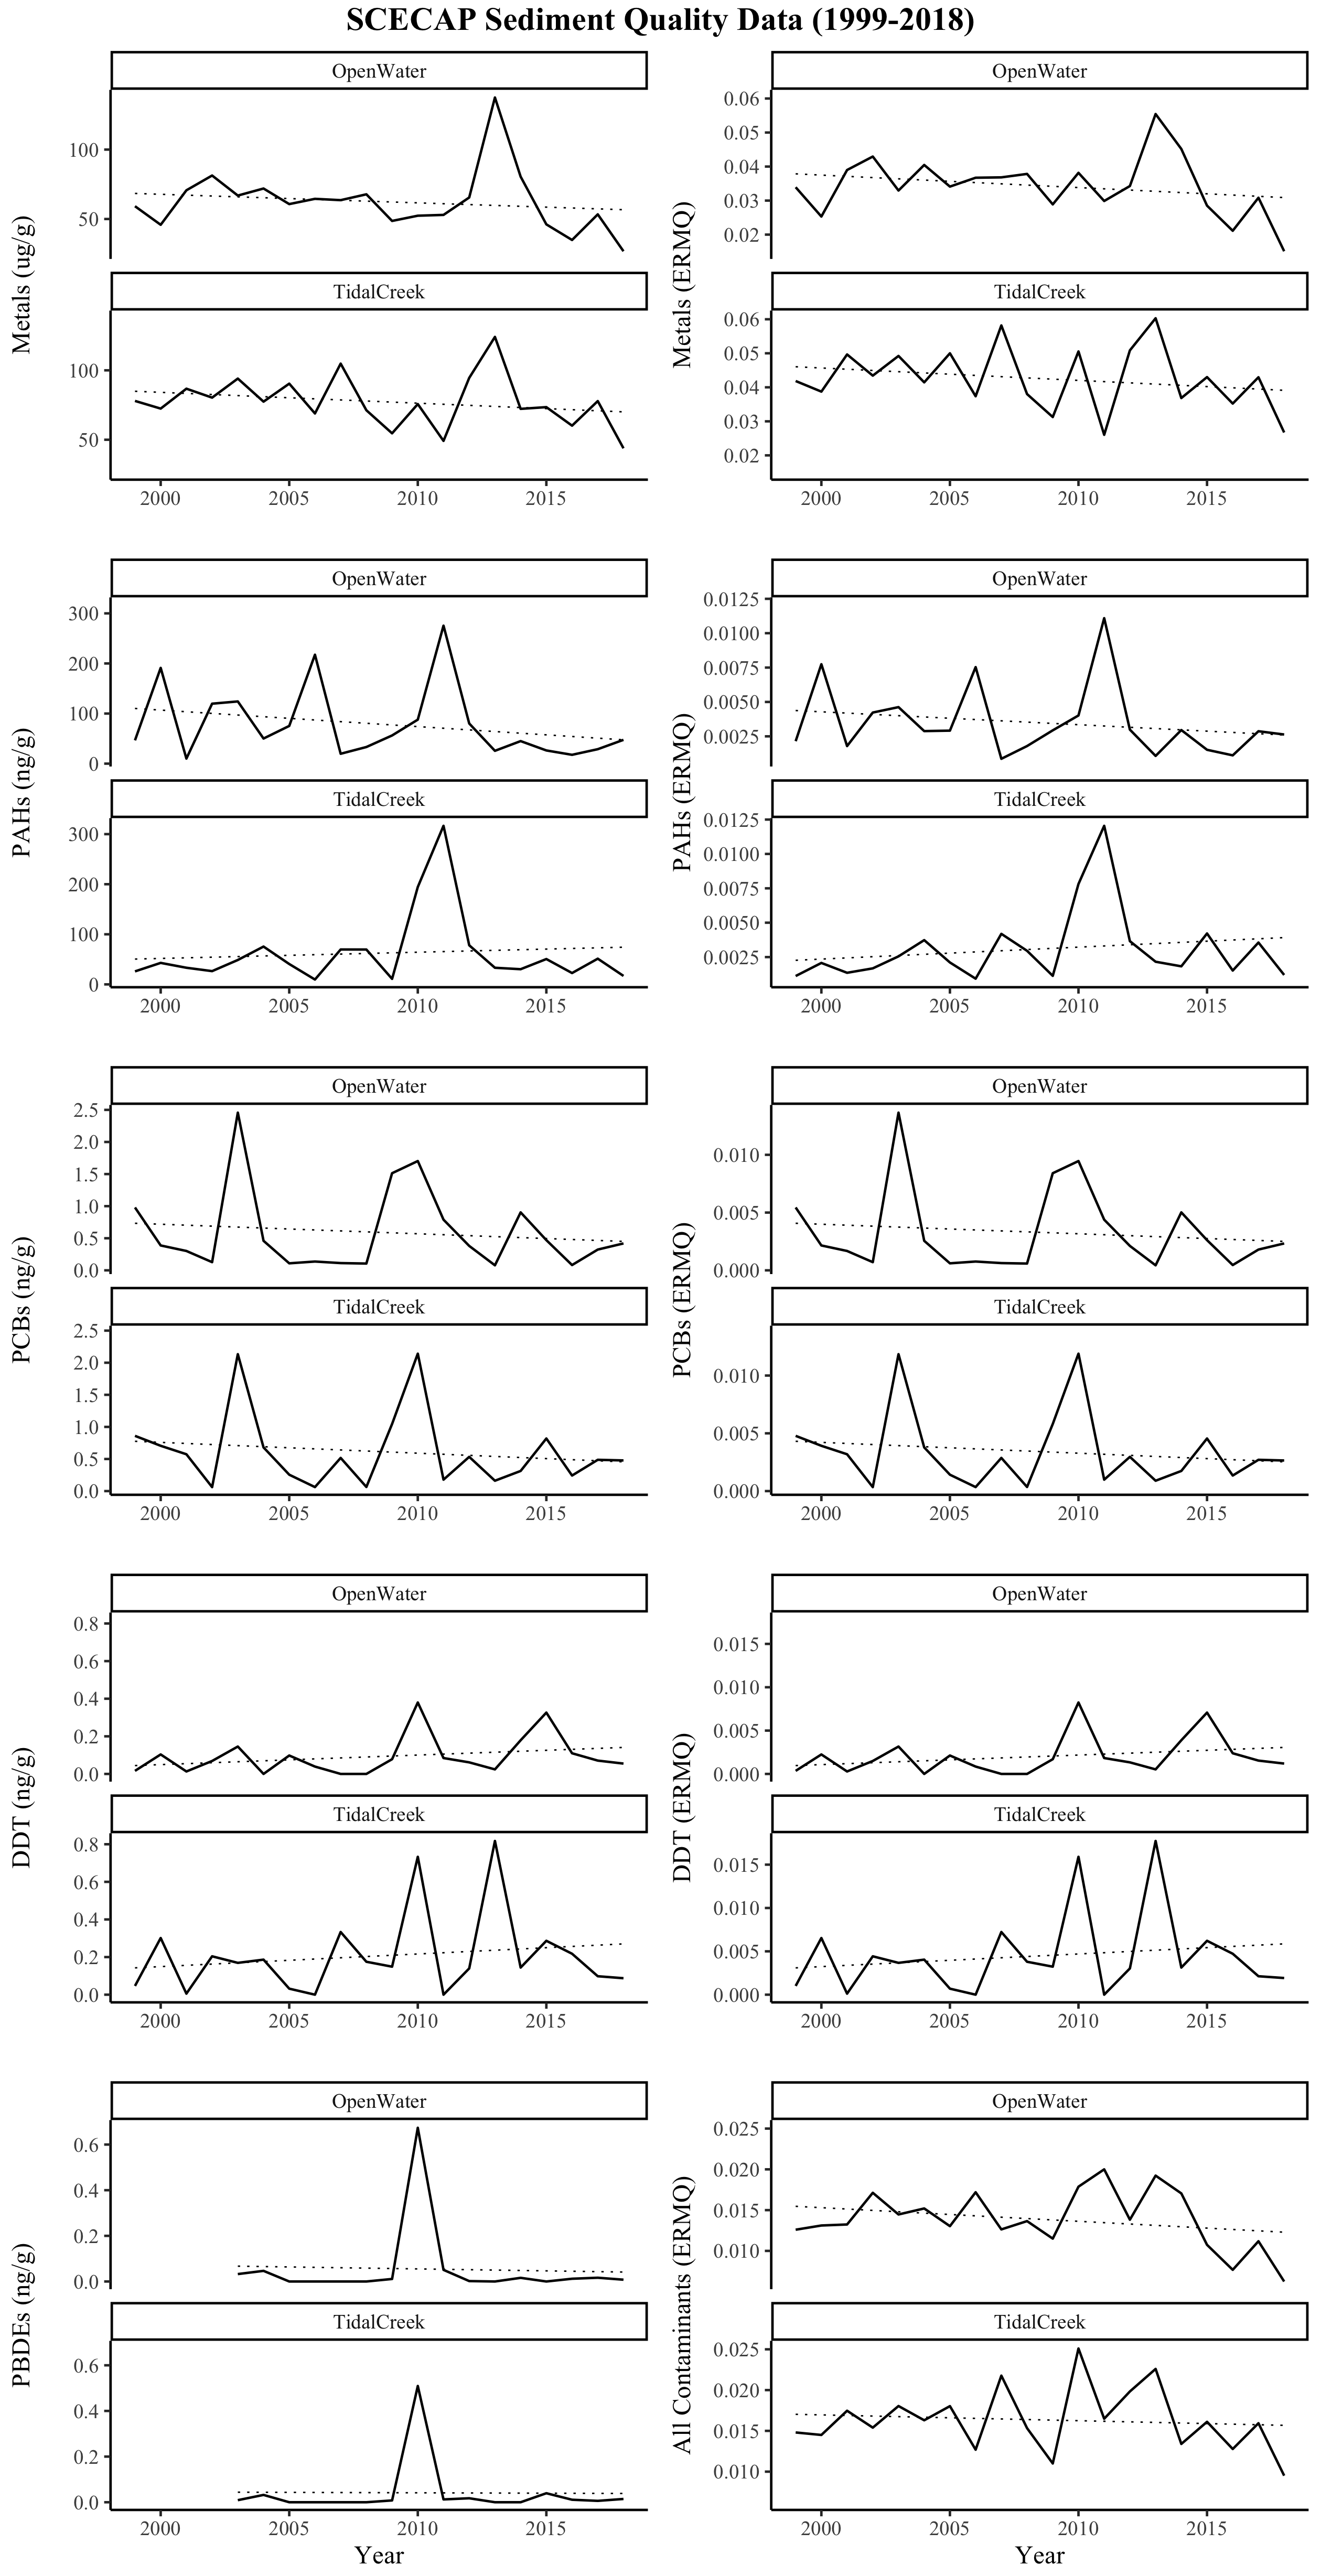 SCECAP Sediment Quality Data (1999-2018)
Metals (ug/g)
OpenWater
100
50
TidalCreek
100
50
2000 2005 2010 2015
Metals (ERMQ)
OpenWater
0.06
0.05
0.04
0.03
0.02
TidalCreek
0.06
0.05
0.04
0.03
0.02
2000 2005 2010 2015
PAHs (ng/g)
OpenWater
300
200
100
0
TidalCreek
300
200
100
0
2000 2005 2010 2015
PAHs (ERMQ)
OpenWater
0.0125
0.0100
0.0075
0.0050
0.0025
TidalCreek
0.0125
0.0100
0.0075
0.0050
0.0025
2000 2005 2010 2015
PCBs (ng/g)
OpenWater
2.5
2.0
1.5
1.0
0.5
0.0
TidalCreek
2.5
2.0
1.5
1.0
0.5
0.0
2000 2005 2010 2015
PCBs (ERMQ)
OpenWater
0.010
0.005
0.000
TidalCreek
0.010
0.005
0.000
2000 2005 2010 2015
DDT (ng/g)
OpenWater
0.8
0.6
0.4
0.2
0.0
TidalCreek
0.8
0.6
0.4
0.2
0.0
2000 2005 2010 2015
DDT (ERMQ)
OpenWater
0.015
0.010
0.005
0.000
TidalCreek
0.015
0.010
0.005
0.000
2000 2005 2010 2015
PBDEs (ng/g)
OpenWater
0.6
0.4
0.2
0.0
TidalCreek
0.6
0.4
0.2
0.0
2000 2005 2010 2015
Year
All Contaminants (ERMQ)
OpenWater
0.025
0.020
0.015
0.010
TidalCreek
0.025
0.020
0.015
0.010
2000 2005 2010 2015
Year